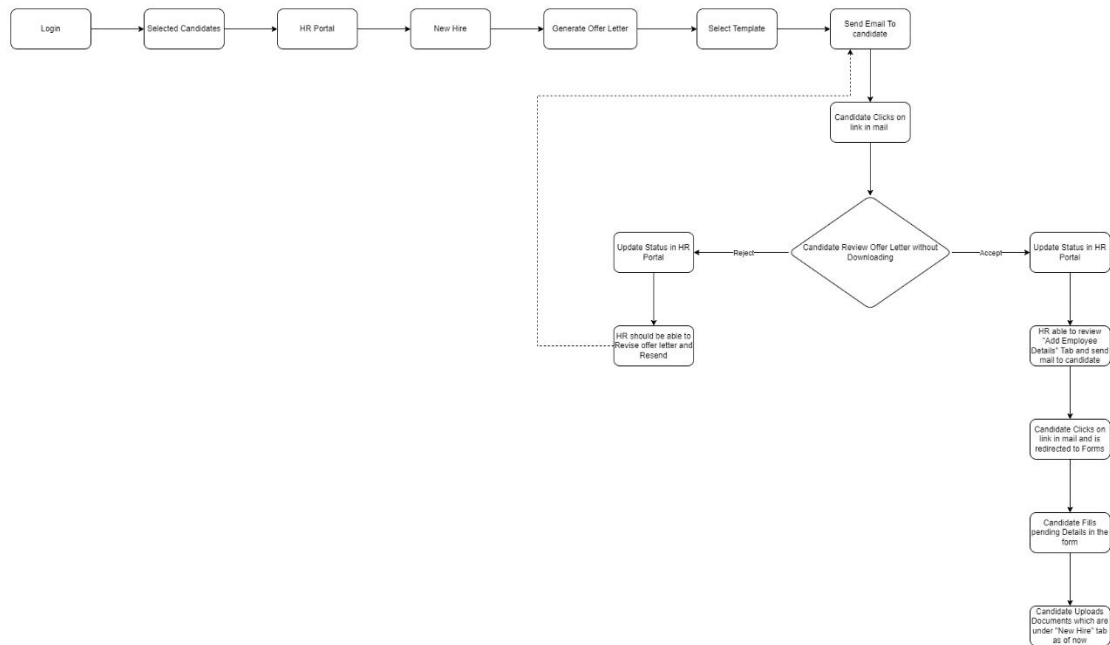 Login
Selected Candidates
HR Portal
New Hire
Generate Offer Letter
Select Template
Send Email To
candidate
Candidate Clicks on
link in mail
Candidate Review Offer Letter without
Downloading
Reject
Accept
Update Status in HR
Portal
HR should be able to
Revise offer letter and
Resend
Update Status in HR
Portal
HR able to review
"Add Employee
Details" Tab and send
mail to candidate
Candidate Clicks on
link in mail and is
redirected to Forms
Candidate Fills
pending Details in the
form
Candidate Uploads
Documents which are
under "New Hire" tab
as of now